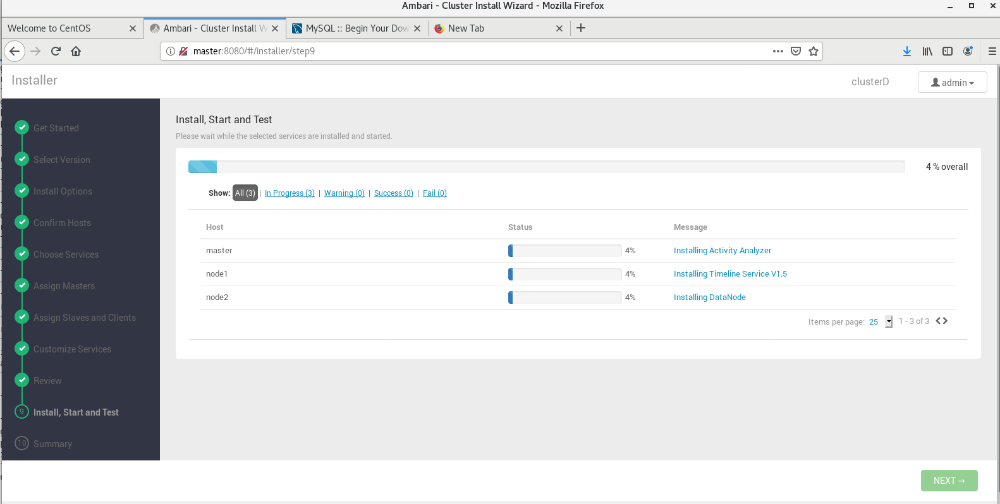 Ambari - Cluster Install Wizard - Mozilla Firefox
Welcome to CentOS
Ambari - Cluster Install W
MySQL :: Begin Your Dow
New Tab
master:8080/#/installer/step9
Installer
clusterD
admin
Get Started
Select Version
Install Options
Confirm Hosts
Choose Services
Assign Masters
Assign Slaves and Clients
Customize Services
Review
9 Install, Start and Test
10 Summary
Install, Start and Test
Please wait while the selected services are installed and started.
4 % overall
Show: All (3) | In Progress (3) | Warning (0) | Success (0) | Fail (0)
Host Status Message
master 4% Installing Activity Analyzer
node1 4% Installing Timeline Service V1.5
node2 4% Installing DataNode
Items per page: 25 1 - 3 of 3
NEXT →